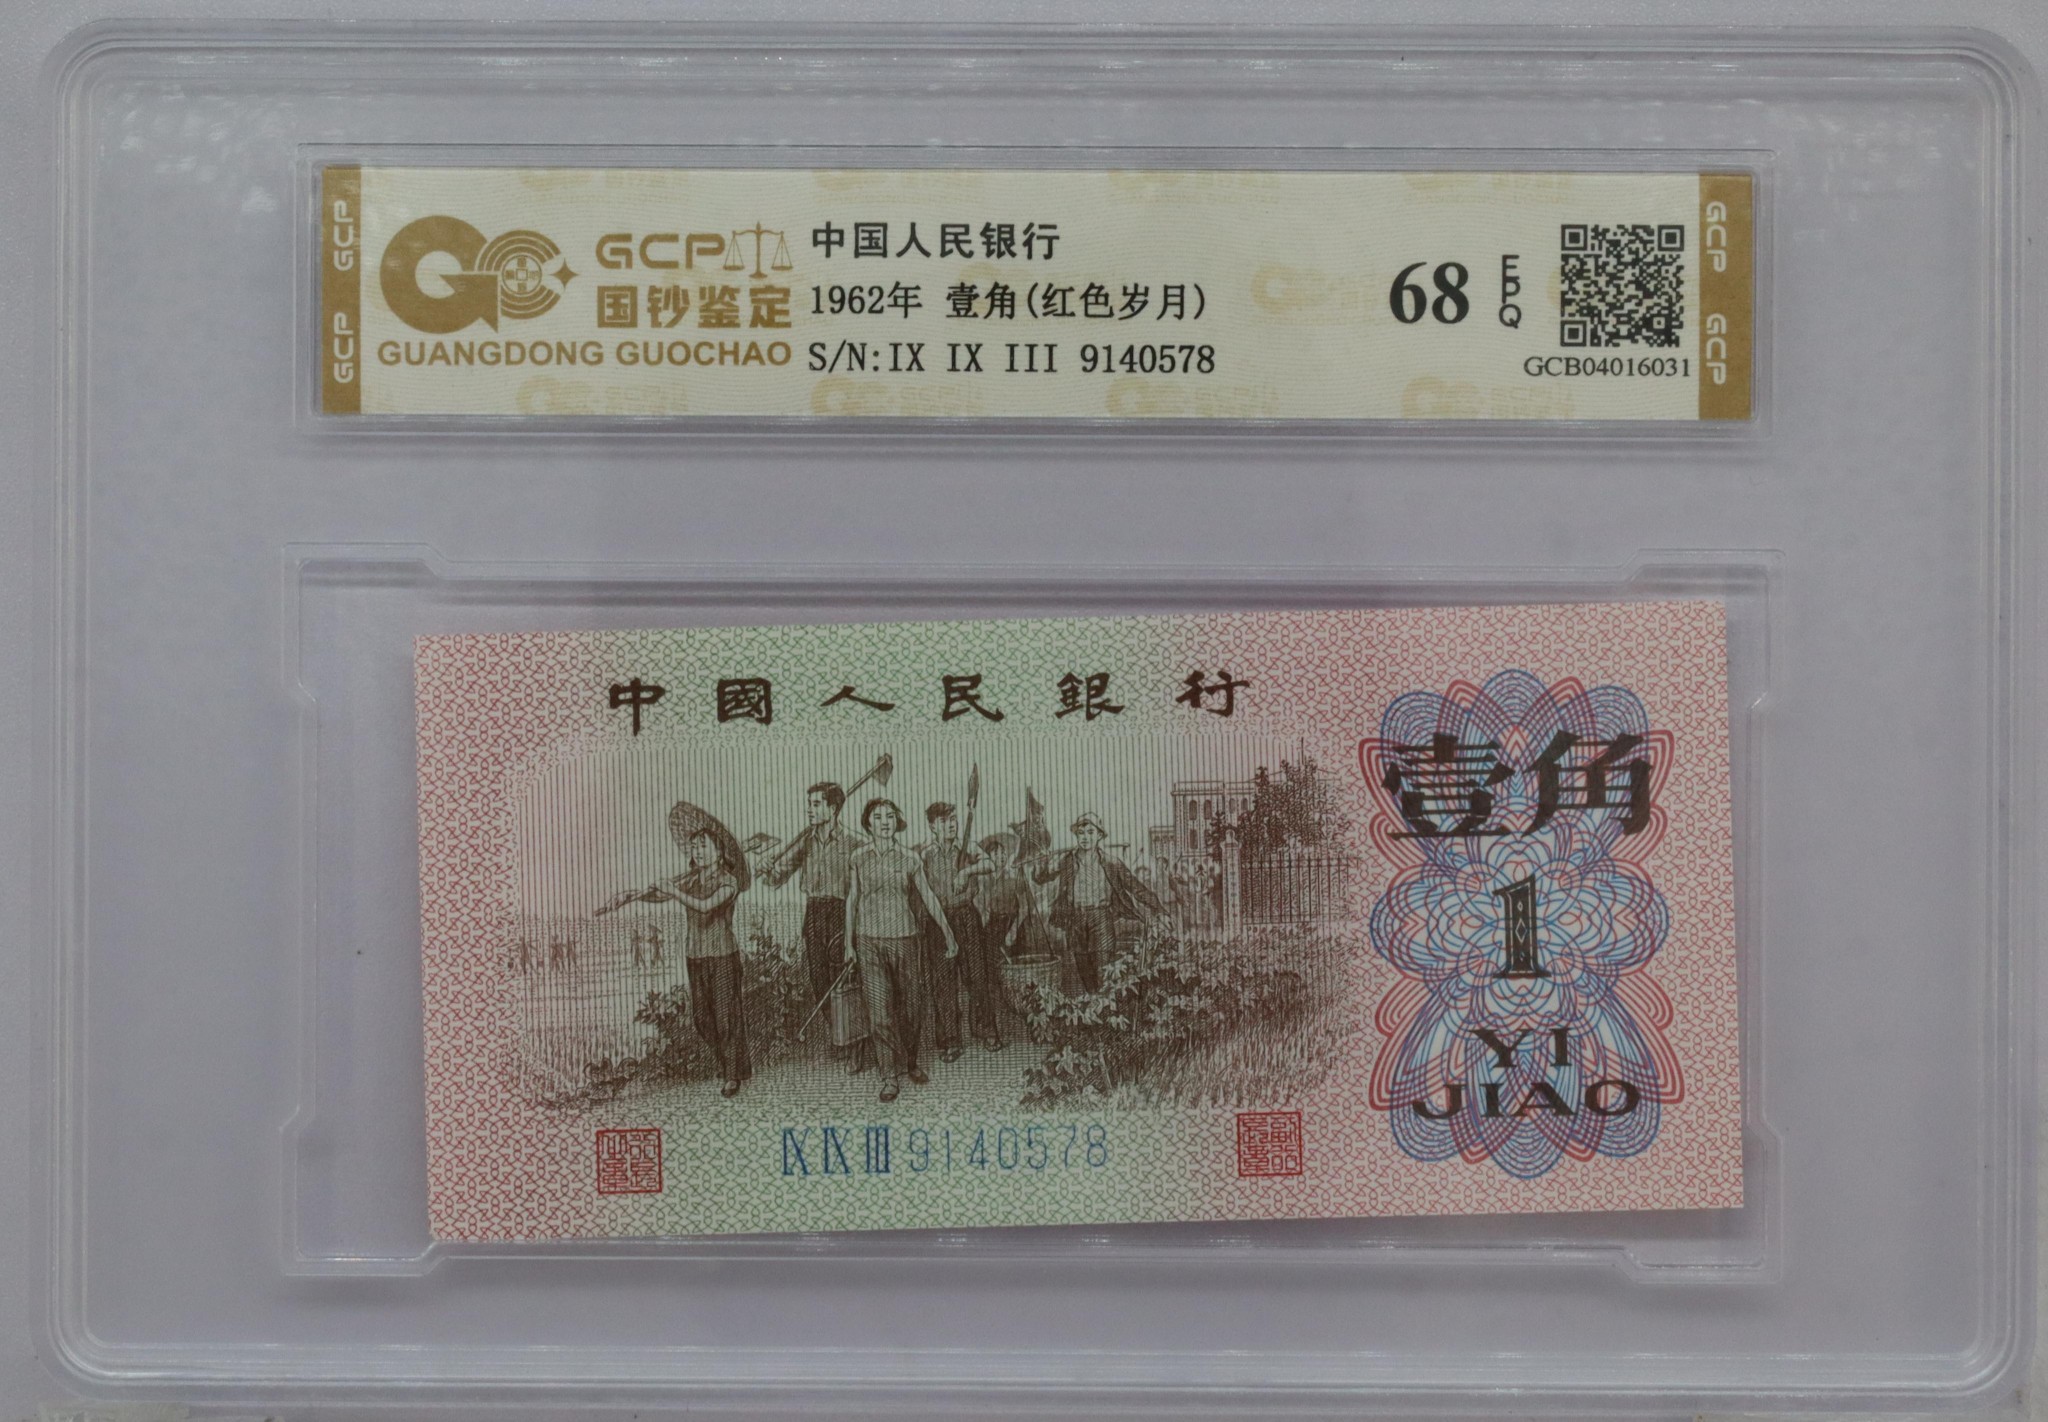 GCP GCP
GCP
国钞鉴定
GUANGDONG GUOCHAO
中国人民银行
1962年 壹角(红色岁月)
S/N:IX IX III 9140578
68 EPQ
GCB04016031
GCP GCP
中國人民銀行
壹角
1
YI
JIAO
IX IX III 9140578